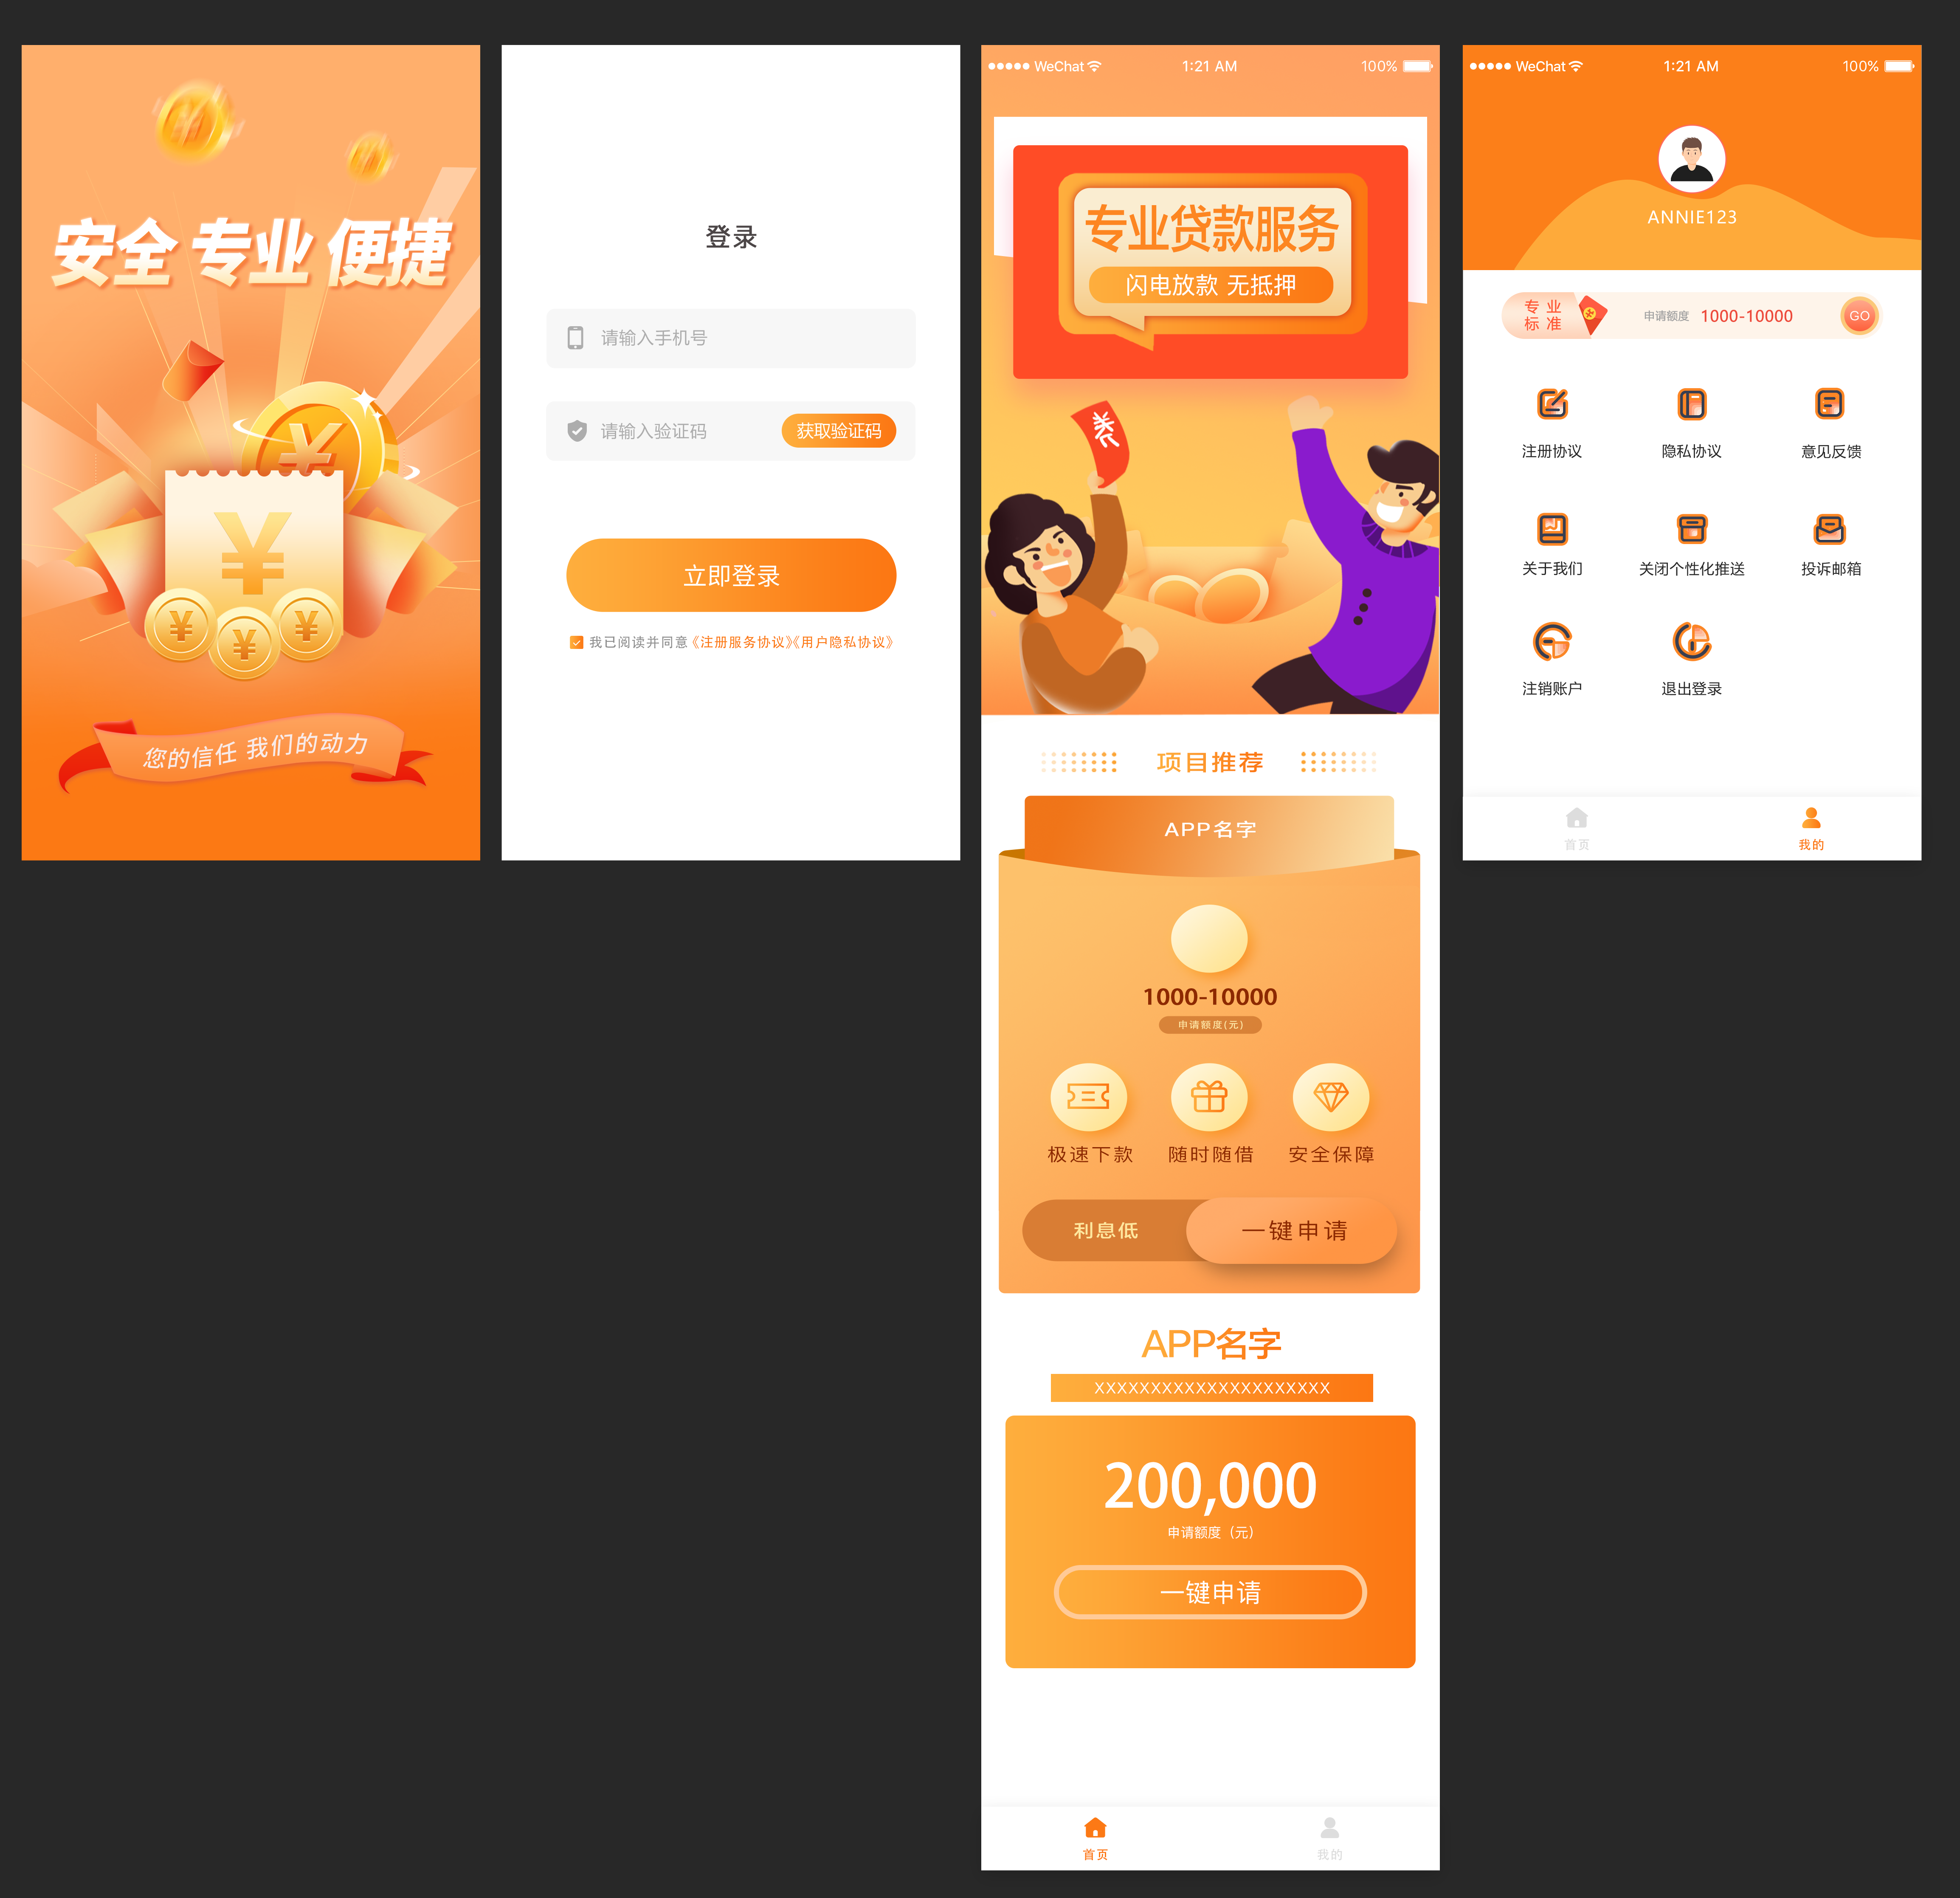 安全 专业 便捷
¥
¥
¥
¥
¥
您的信任 我们的动力
登录
请输入手机号
请输入验证码
获取验证码
立即登录
我已阅读并同意《注册服务协议》《用户隐私协议》
WeChat 1:21 AM 100%
专业贷款服务
闪电放款 无抵押
项目推荐
APP名字
1000-10000
申请额度(元)
极速下款 随时随借 安全保障
利息低 一键申请
APP名字
XXXXXXXXXXXXXXXXXXXXX
200,000
申请额度（元）
一键申请
首页 我的
WeChat 1:21 AM 100%
ANNIE123
专业
标准
申请额度 1000-10000
GO
注册协议 隐私协议 意见反馈
关于我们 关闭个性化推送 投诉邮箱
注销账户 退出登录
首页 我的